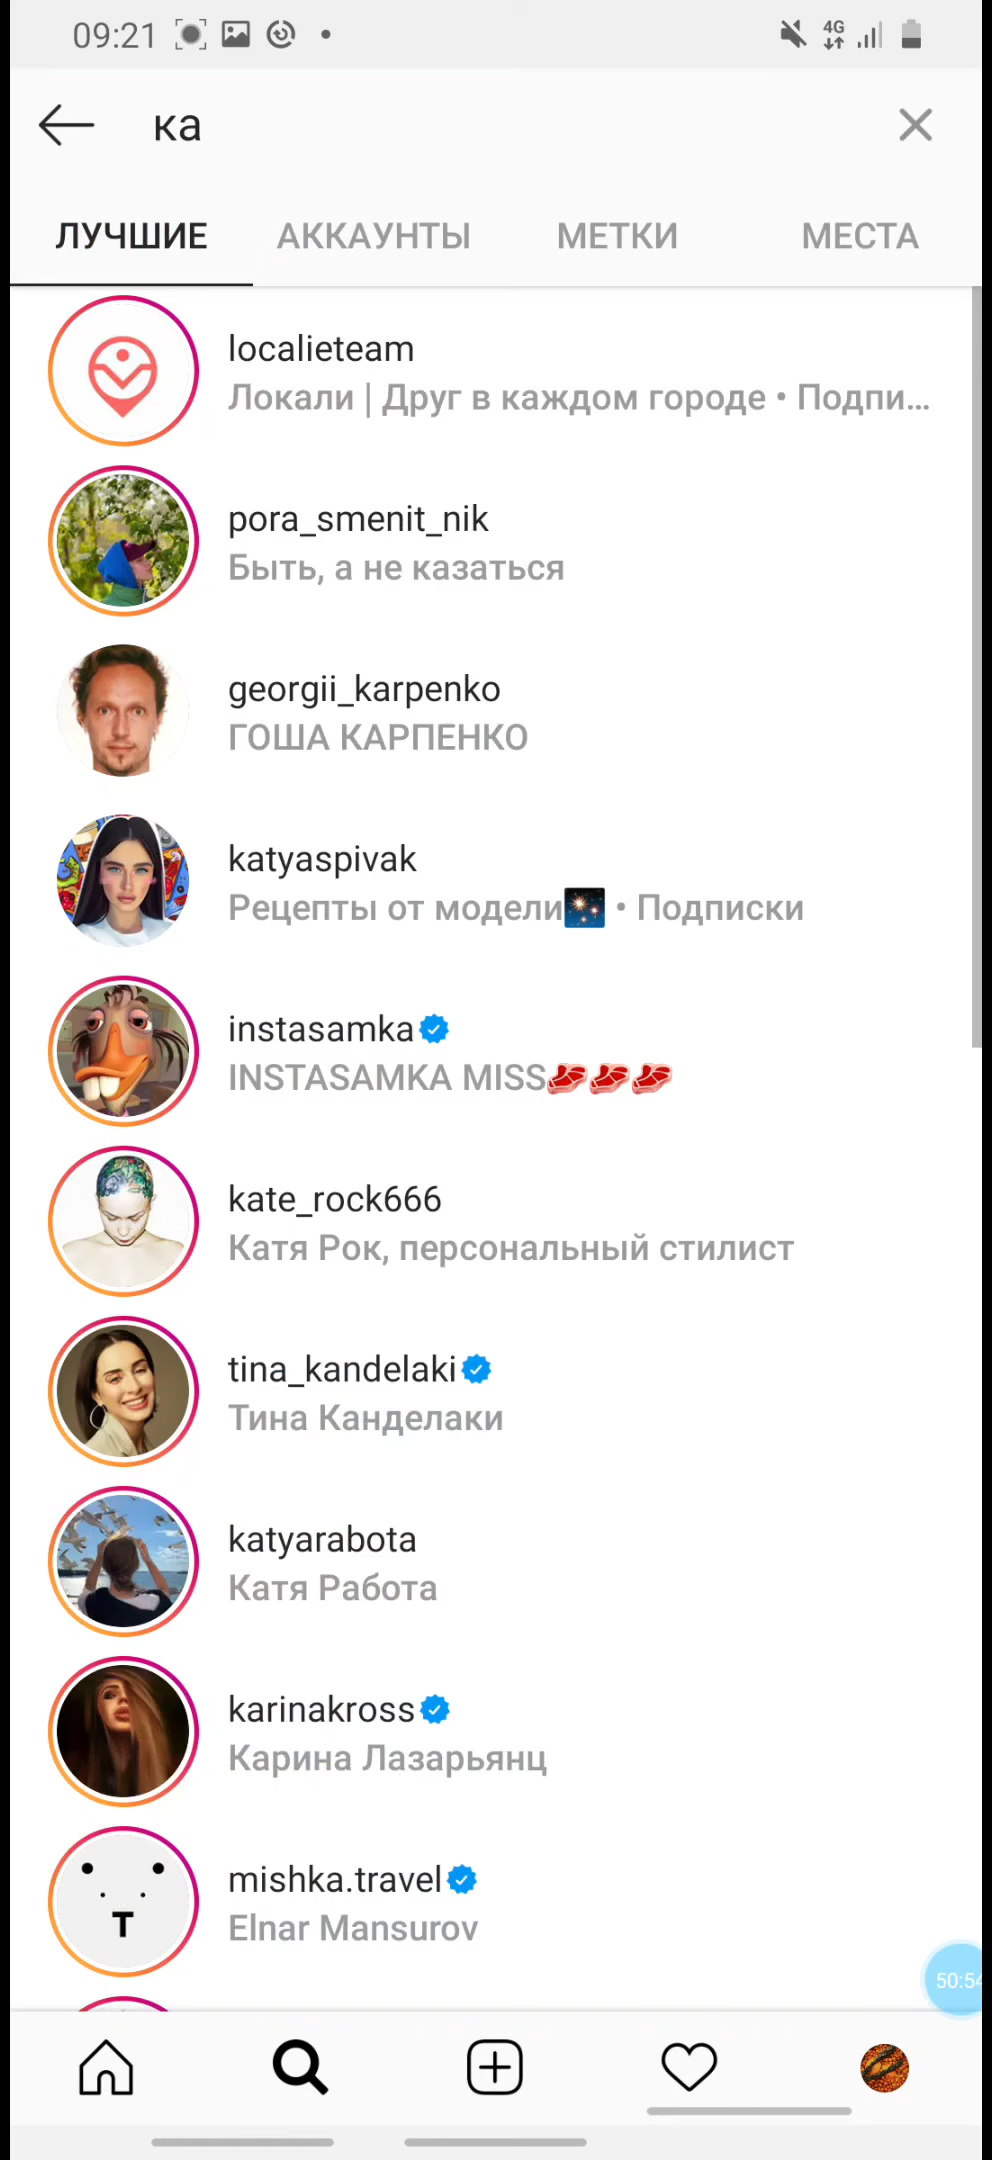 09:21
4G
ка
ЛУЧШИЕ АККАУНТЫ МЕТКИ МЕСТА
localieteam
Локали | Друг в каждом городе • Подпи...
pora_smenit_nik
Быть, а не казаться
georgii_karpenko
ГОША КАРПЕНКО
katyaspivak
Рецепты от модели🎇 • Подписки
instasamka
INSTASAMKA MISS🥩🥩🥩
kate_rock666
Катя Рок, персональный стилист
tina_kandelaki
Тина Канделаки
katyarabota
Катя Работа
karinakross
Карина Лазарьянц
T
mishka.travel
Elnar Mansurov
50:54